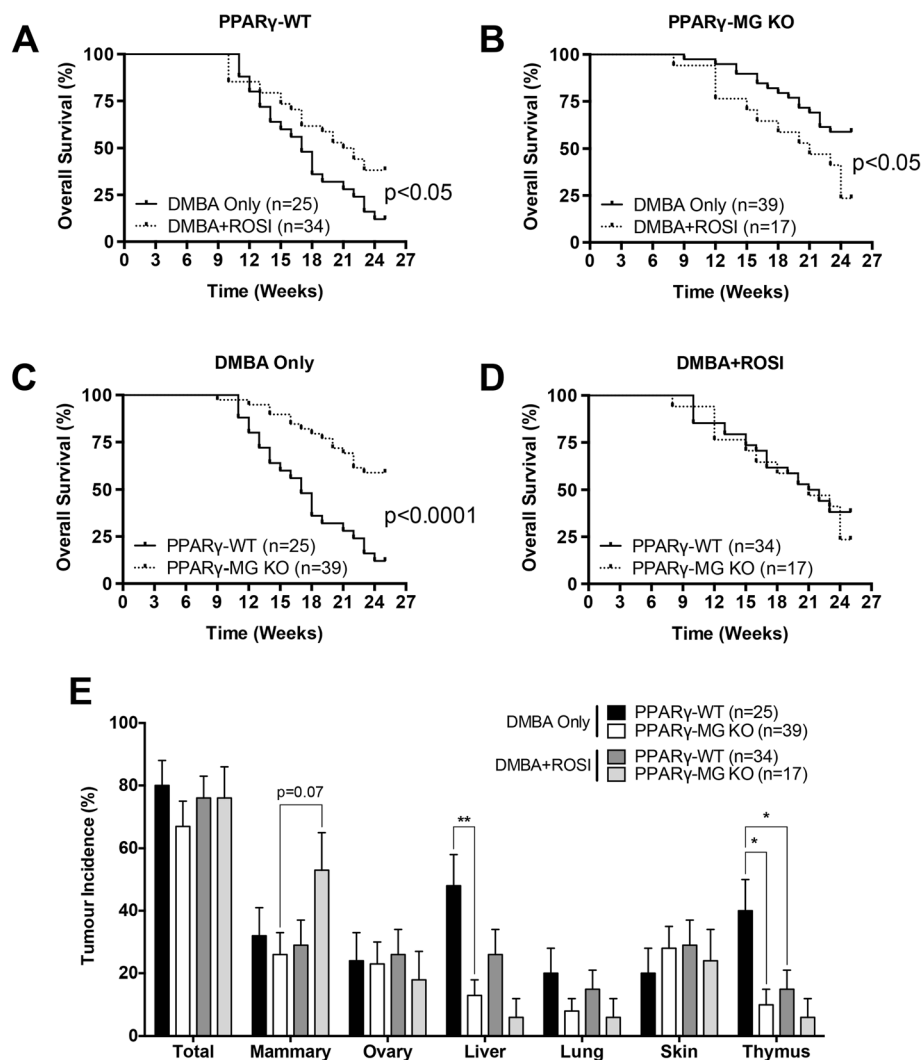 A
PPARγ-WT
Overall Survival (%)
100
75
50
25
0
DMBA Only (n=25)
DMBA+ROSI (n=34)
p<0.05
0 3 6 9 12 15 18 21 24 27
Time (Weeks)
B
PPARγ-MG KO
Overall Survival (%)
100
75
50
25
0
DMBA Only (n=39)
DMBA+ROSI (n=17)
p<0.05
0 3 6 9 12 15 18 21 24 27
Time (Weeks)
C
DMBA Only
Overall Survival (%)
100
75
50
25
0
PPARγ-WT (n=25)
PPARγ-MG KO (n=39)
p<0.0001
0 3 6 9 12 15 18 21 24 27
Time (Weeks)
D
DMBA+ROSI
Overall Survival (%)
100
75
50
25
0
PPARγ-WT (n=34)
PPARγ-MG KO (n=17)
0 3 6 9 12 15 18 21 24 27
Time (Weeks)
E
Tumour Incidence (%)
100
80
60
40
20
0
DMBA Only
PPARγ-WT (n=25)
PPARγ-MG KO (n=39)
DMBA+ROSI
PPARγ-WT (n=34)
PPARγ-MG KO (n=17)
p=0.07
**
*
*
Total Mammary Ovary Liver Lung Skin Thymus